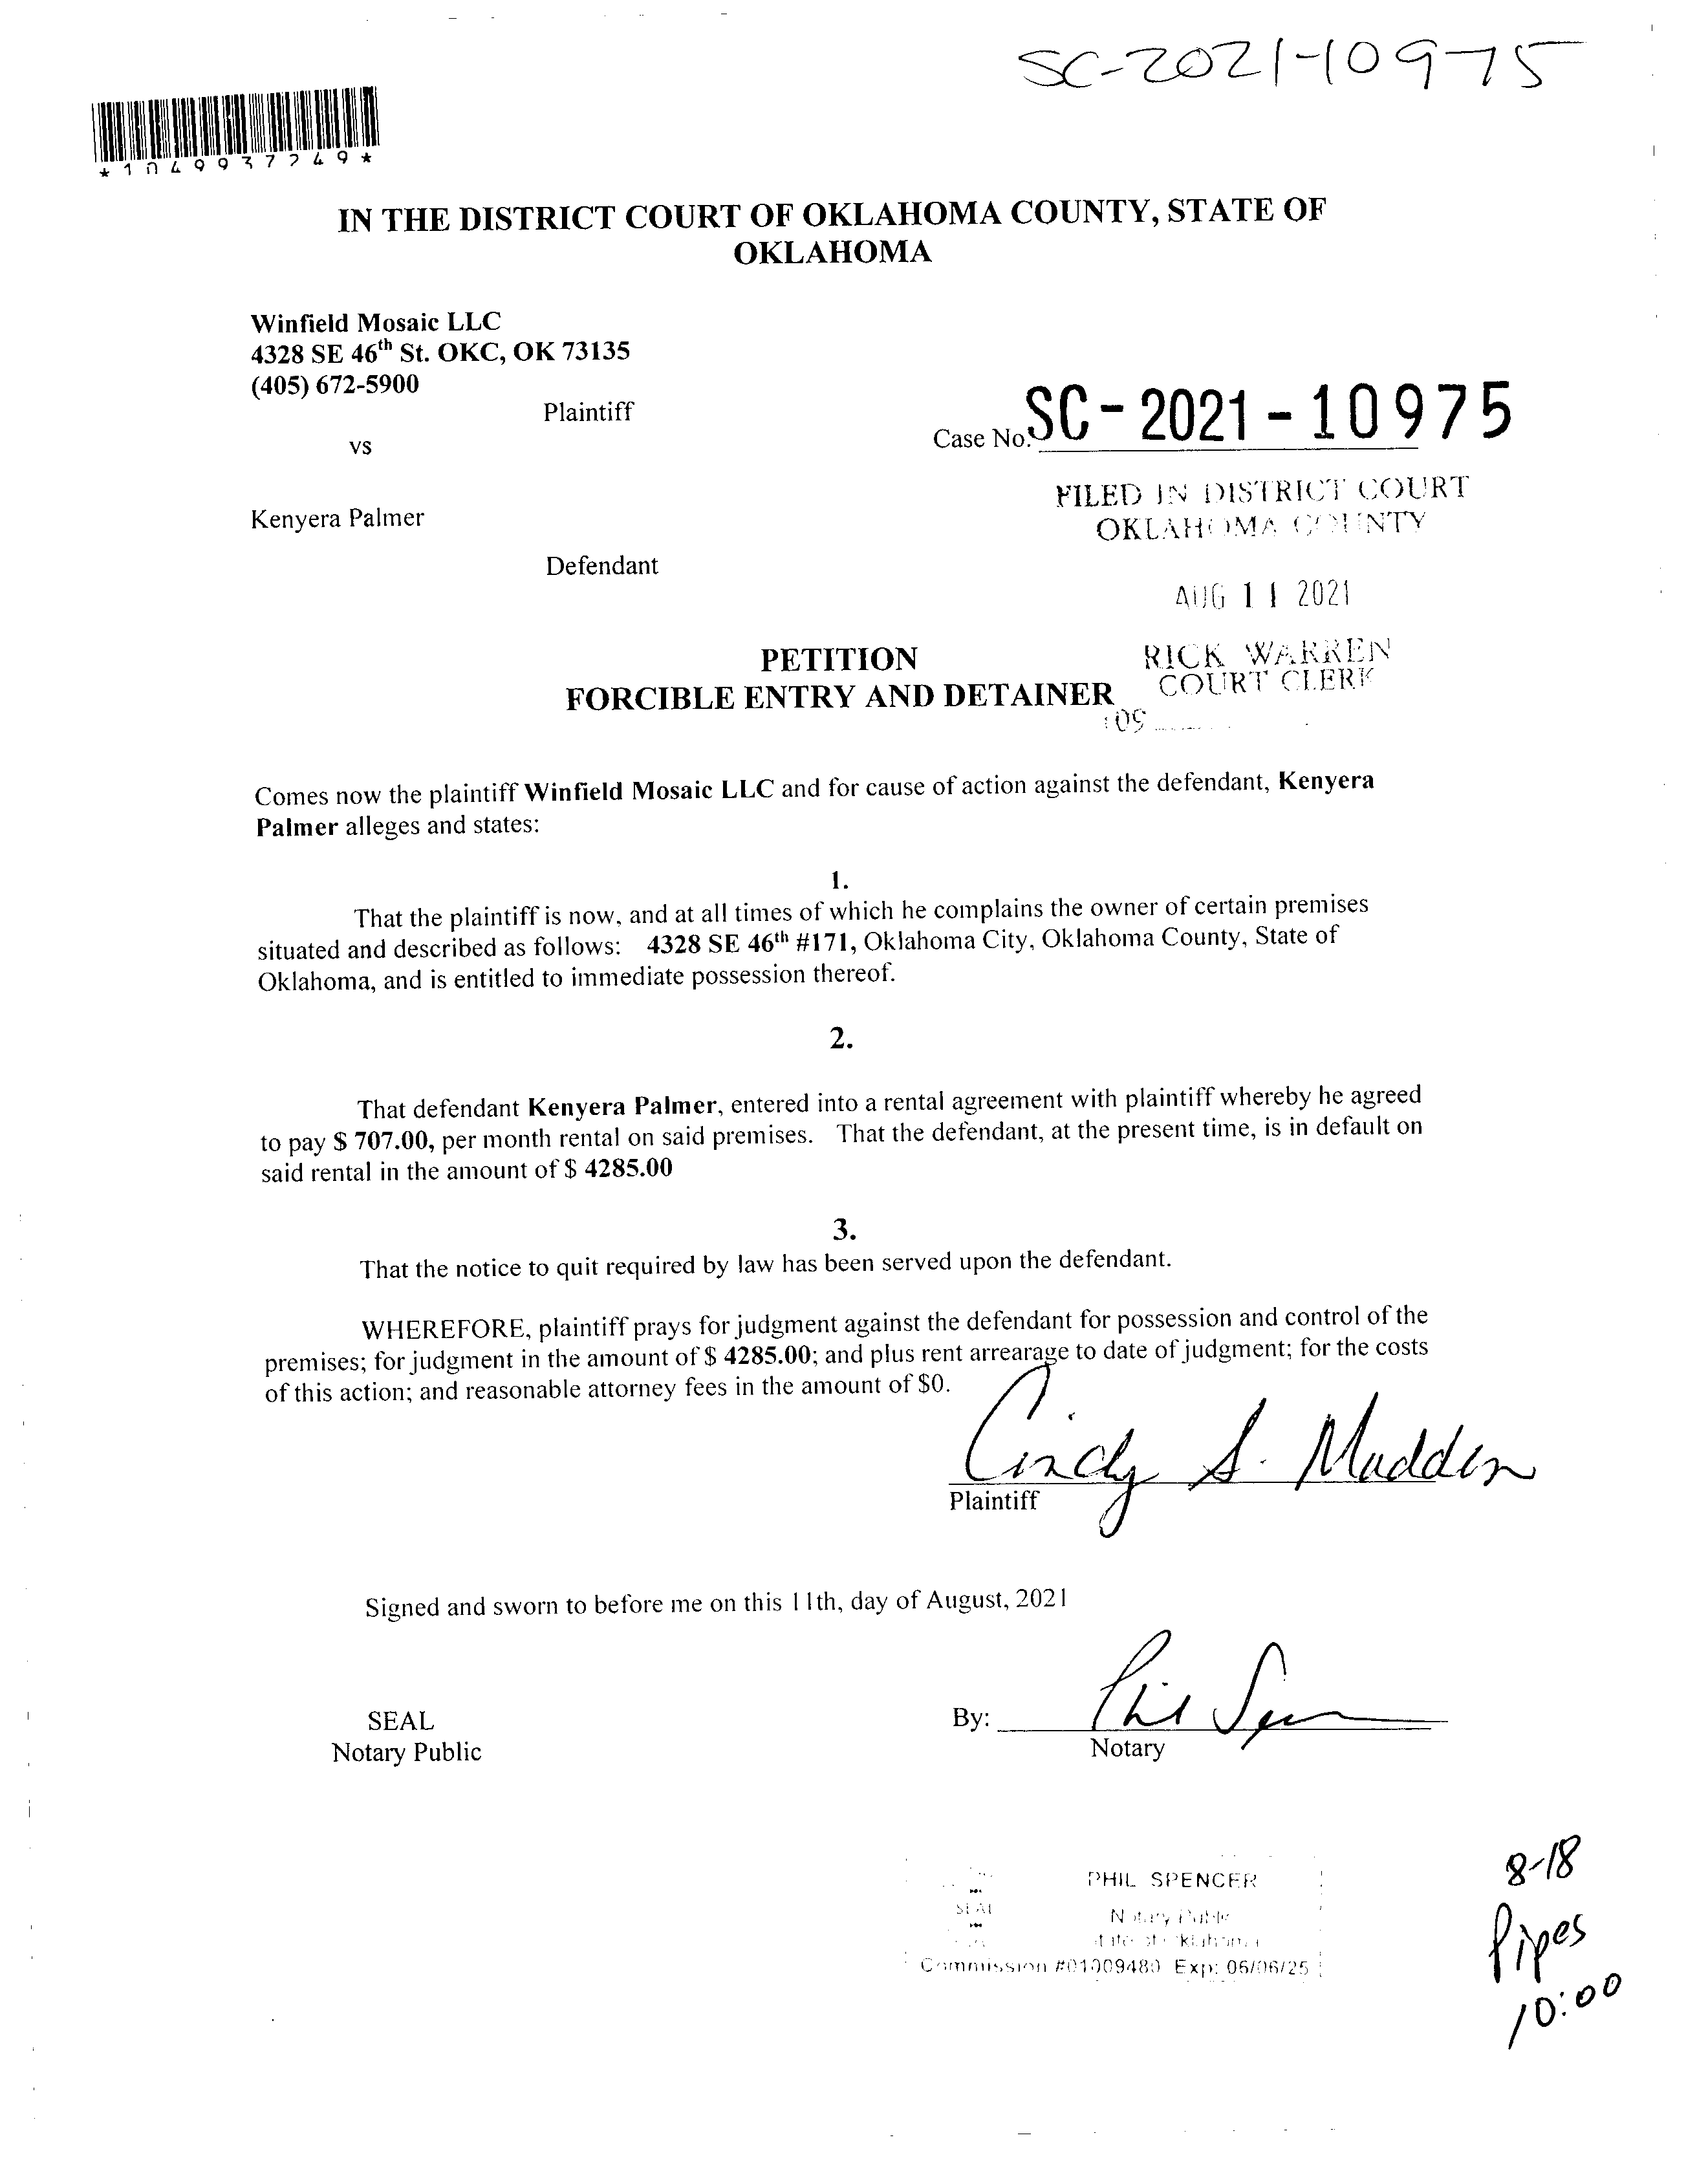 SC-2021-10975
*1049937249*
IN THE DISTRICT COURT OF OKLAHOMA COUNTY, STATE OF
OKLAHOMA
Winfield Mosaic LLC
4328 SE 46th St. OKC, OK 73135
(405) 672-5900
Plaintiff
vs
Case No. SC-2021-10975
FILED IN DISTRICT COURT
OKLAHOMA COUNTY
Kenyera Palmer
Defendant
AUG 11 2021
PETITION
RICK WARREN
COURT CLERK
FORCIBLE ENTRY AND DETAINER
Comes now the plaintiff Winfield Mosaic LLC and for cause of action against the defendant, Kenyera
Palmer alleges and states:
1.
That the plaintiff is now, and at all times of which he complains the owner of certain premises
situated and described as follows: 4328 SE 46th #171, Oklahoma City, Oklahoma County, State of
Oklahoma, and is entitled to immediate possession thereof.
2.
That defendant Kenyera Palmer, entered into a rental agreement with plaintiff whereby he agreed
to pay $ 707.00, per month rental on said premises. That the defendant, at the present time, is in default on
said rental in the amount of $ 4285.00
3.
That the notice to quit required by law has been served upon the defendant.
WHEREFORE, plaintiff prays for judgment against the defendant for possession and control of the
premises; for judgment in the amount of $ 4285.00; and plus rent arrearage to date of judgment; for the costs
of this action; and reasonable attorney fees in the amount of $0.
Cindy S. Madden
Plaintiff
Signed and sworn to before me on this 11th, day of August, 2021
SEAL
Notary Public
By: Phil Spencer
Notary
PHIL SPENCER
SEAL
Notary Public
State of Oklahoma
Commission #01009480 Exp: 06/06/25
8-18
Pipes
10:00